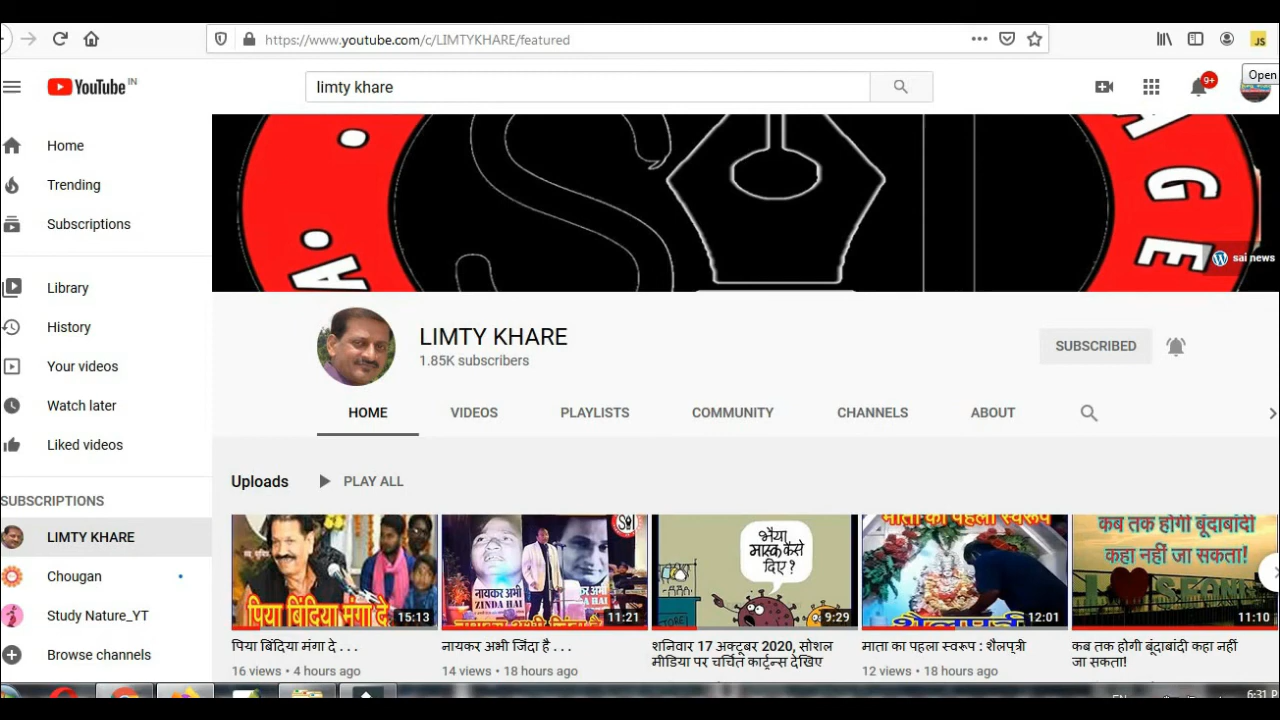 https://www.youtube.com/c/LIMTYKHARE/featured
JS
Open
YouTube IN
limty khare
9+
Home
Trending
Subscriptions
Library
History
Your videos
Watch later
Liked videos
SUBSCRIPTIONS
LIMTY KHARE
Chougan
Study Nature_YT
Browse channels
AGE
A
S
sai news
LIMTY KHARE
1.85K subscribers
SUBSCRIBED
HOME VIDEOS PLAYLISTS COMMUNITY CHANNELS ABOUT
Uploads PLAY ALL
पिया बिंदिया मंगा दे
15:13
नायकर अभी
ZINDA HAI
11:21
भैया
मास्क कैसे
दिए ?
9:29
माता का पहला स्वरूप
शैलपुत्री
12:01
कब तक होगी बूंदाबांदी
कहा नहीं जा सकता!
11:10
पिया बिंदिया मंगा दे . . .
16 views • 4 hours ago
नायकर अभी जिंदा है . . .
14 views • 18 hours ago
शनिवार 17 अक्टूबर 2020, सोशल
मीडिया पर चर्चित कार्टून्स देखिए
माता का पहला स्वरूप : शैलपुत्री
12 views • 18 hours ago
कब तक होगी बूंदाबांदी कहा नहीं
जा सकता!
6:31 P